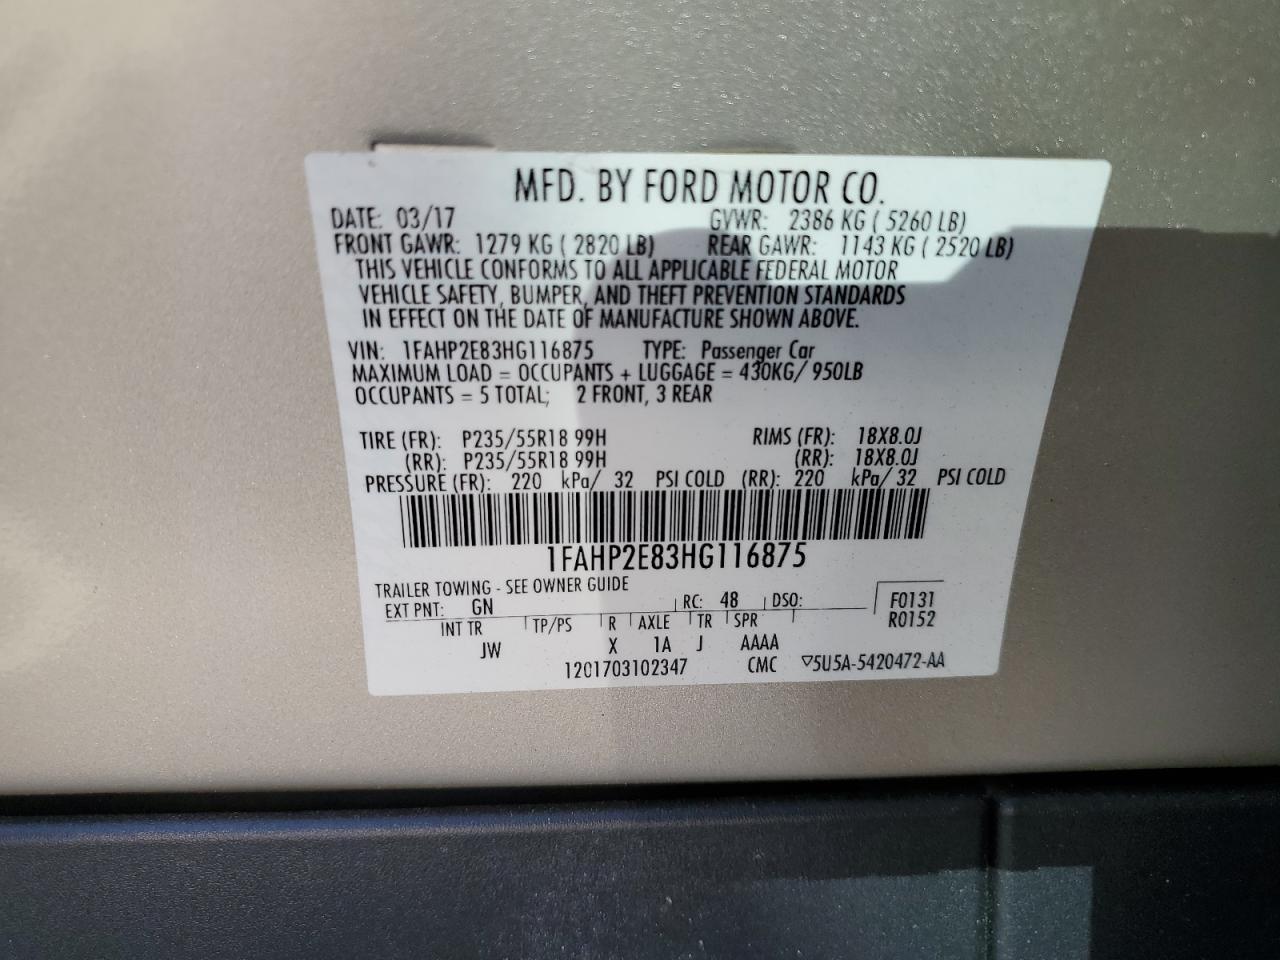 MFD. BY FORD MOTOR CO.
DATE: 03/17 GVWR: 2386 KG ( 5260 LB)
FRONT GAWR: 1279 KG ( 2820 LB) REAR GAWR: 1143 KG ( 2520 LB)
THIS VEHICLE CONFORMS TO ALL APPLICABLE FEDERAL MOTOR
VEHICLE SAFETY, BUMPER, AND THEFT PREVENTION STANDARDS
IN EFFECT ON THE DATE OF MANUFACTURE SHOWN ABOVE.
VIN: 1FAHP2E83HG116875 TYPE: Passenger Car
MAXIMUM LOAD = OCCUPANTS + LUGGAGE = 430KG/ 950LB
OCCUPANTS = 5 TOTAL; 2 FRONT, 3 REAR
TIRE (FR): P235/55R18 99H RIMS (FR): 18X8.0J
(RR): P235/55R18 99H (RR): 18X8.0J
PRESSURE (FR): 220 kPa/ 32 PSI COLD (RR): 220 kPa/ 32 PSI COLD
1FAHP2E83HG116875
TRAILER TOWING - SEE OWNER GUIDE
EXT PNT: GN RC: 48 DSO: F0131
R0152
INT TR TP/PS R AXLE TR SPR
JW X 1A J AAAA
1201703102347 CMC ▽5U5A-5420472-AA